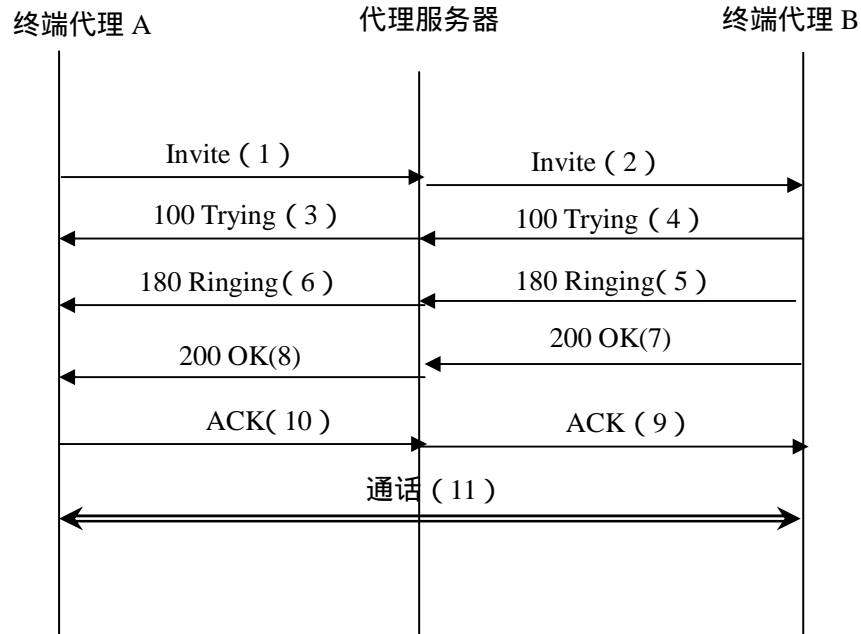 终端代理 A
代理服务器
终端代理 B
Invite（1）
Invite（2）
100 Trying（3）
100 Trying（4）
180 Ringing（6）
180 Ringing（5）
200 OK(8)
200 OK(7)
ACK（10）
ACK（9）
通话（11）